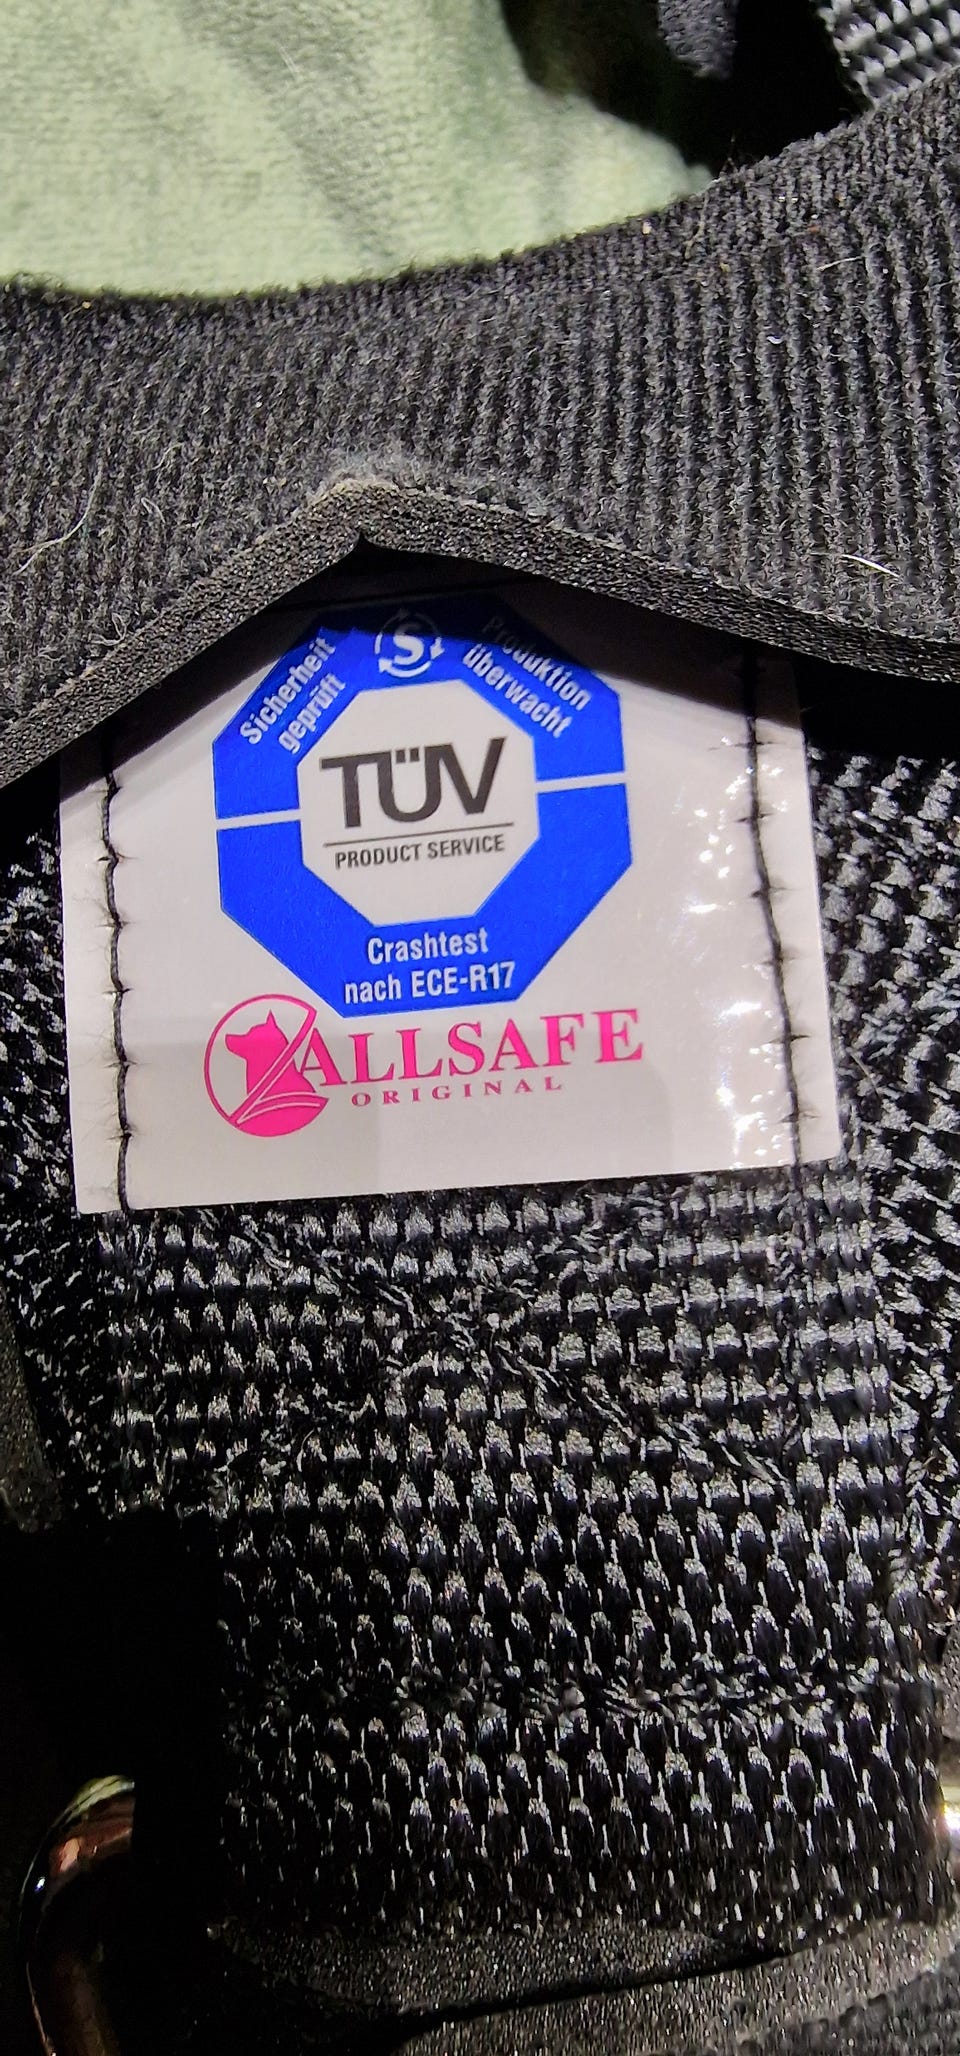 Sicherheit
geprüft
S
Produktion
überwacht
TÜV
PRODUCT SERVICE
Crashtest
nach ECE-R17
ALLSAFE
ORIGINAL